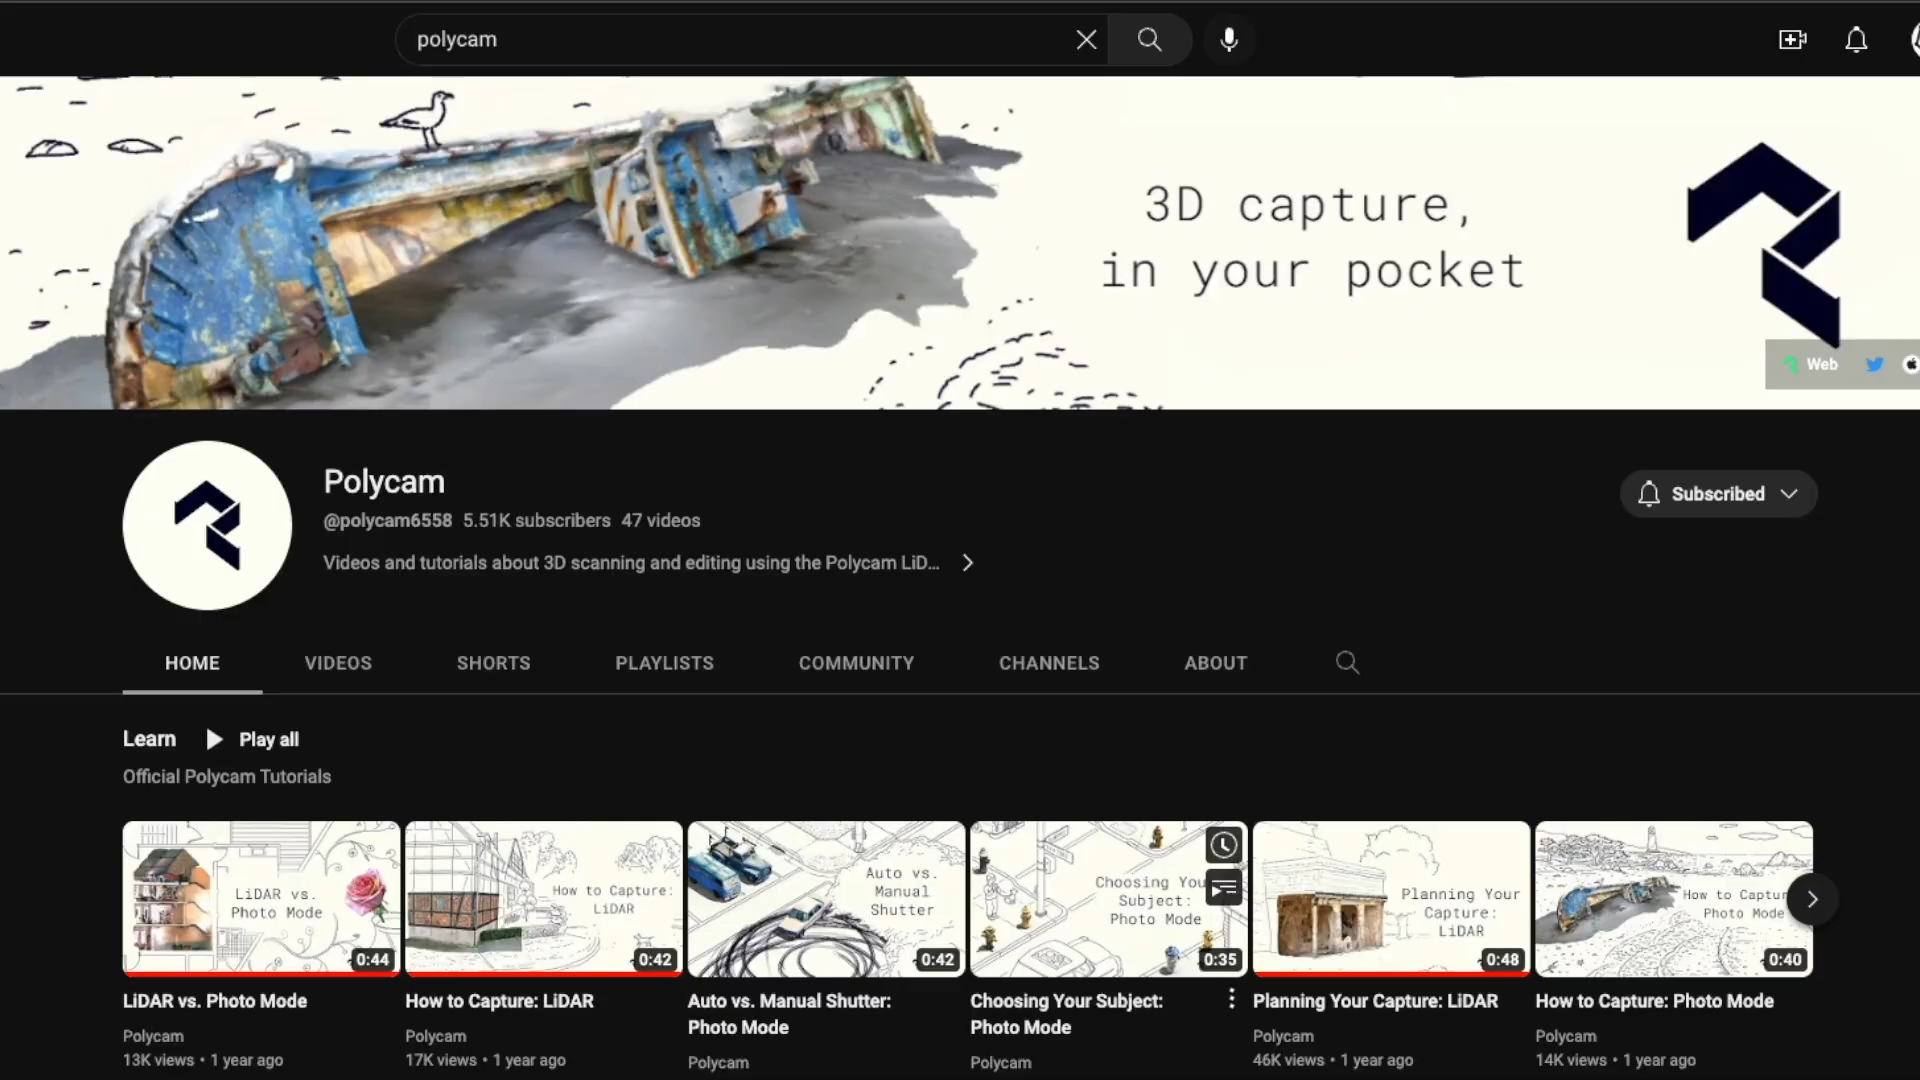 polycam
3D capture,
in your pocket
Web
Polycam
@polycam6558 5.51K subscribers 47 videos
Subscribed
Videos and tutorials about 3D scanning and editing using the Polycam LiD...
HOME VIDEOS SHORTS PLAYLISTS COMMUNITY CHANNELS ABOUT
Learn Play all
Official Polycam Tutorials
LiDAR vs.
Photo Mode
0:44
How to Capture:
LiDAR
0:42
Auto vs.
Manual
Shutter
0:42
Choosing You
Subject:
Photo Mode
0:35
Planning Your
Capture:
LiDAR
0:48
How to Captur
Photo Mode
0:40
LiDAR vs. Photo Mode
Polycam
13K views • 1 year ago
How to Capture: LiDAR
Polycam
17K views • 1 year ago
Auto vs. Manual Shutter:
Photo Mode
Polycam
Choosing Your Subject:
Photo Mode
Polycam
Planning Your Capture: LiDAR
Polycam
46K views • 1 year ago
How to Capture: Photo Mode
Polycam
14K views • 1 year ago